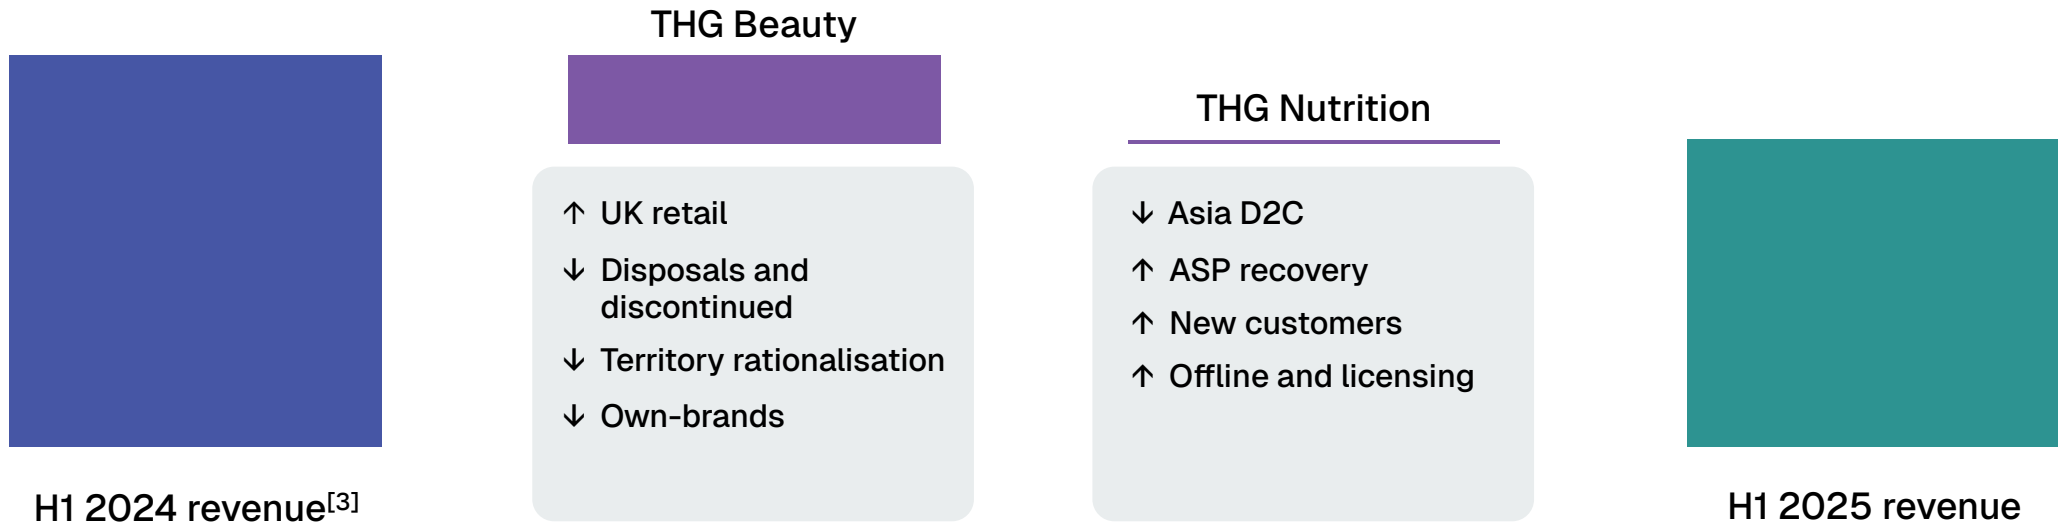 THG Beauty
THG Nutrition
↑ UK retail
↓ Disposals and
discontinued
↓ Territory rationalisation
↓ Own-brands
↓ Asia D2C
↑ ASP recovery
↑ New customers
↑ Offline and licensing
H1 2024 revenue[3]
H1 2025 revenue